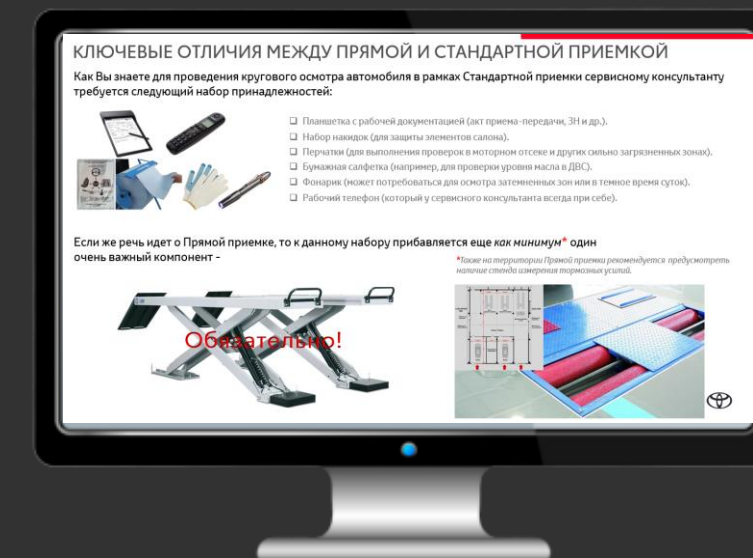 КЛЮЧЕВЫЕ ОТЛИЧИЯ МЕЖДУ ПРЯМОЙ И СТАНДАРТНОЙ ПРИЕМКОЙ
Как Вы знаете для проведения кругового осмотра автомобиля в рамках Стандартной приемки сервисному консультанту
требуется следующий набор принадлежностей:
Планшетка с рабочей документацией (акт приема-передачи, ЗН и др.).
Набор накидок (для защиты элементов салона).
Перчатки (для выполнения проверок в моторном отсеке и других сильно загрязненных зонах).
Бумажная салфетка (например, для проверки уровня масла в ДВС).
Фонарик (может потребоваться для осмотра затемненных зон или в темное время суток).
Рабочий телефон (который у сервисного консультанта всегда при себе).
Если же речь идет о Прямой приемке, то к данному набору прибавляется еще как минимум* один
очень важный компонент -
*Также на территории Прямой приемки рекомендуется предусмотреть
наличие стенда измерения тормозных усилий.
Обязательно!